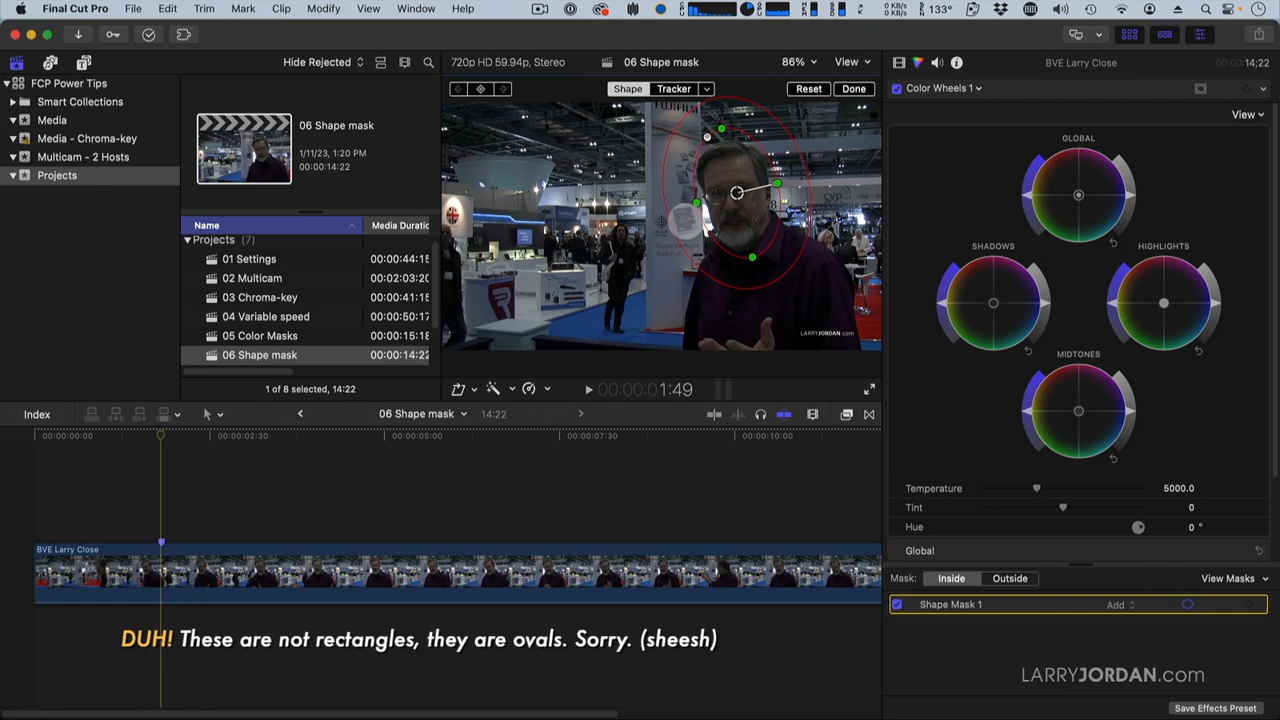 Final Cut Pro File Edit Trim Mark Clip Modify View Window Help 0 KB/s 0 KB/s 133°
Hide Rejected
720p HD 59.94p, Stereo 06 Shape mask 86% View
BVE Larry Close 14;22
FCP Power Tips
Smart Collections
Media
Media - Chroma-key
Multicam - 2 Hosts
Projects
06 Shape mask
1/11/23, 1:20 PM
00:00:14:22
Name Media Duratic
Projects (7)
01 Settings 00:00:44:15
02 Multicam 00:02:03:20
03 Chroma-key 00:00:41:15
04 Variable speed 00:00:50:17
05 Color Masks 00:00:15:18
06 Shape mask 00:00:14:22
1 of 8 selected, 14:22
Shape Tracker Reset Done
FUJIFILM
LARRYJORDAN.com
00:00:00:01:49
Color Wheels 1
View
GLOBAL
SHADOWS HIGHLIGHTS
MIDTONES
Temperature 5000.0
Tint 0
Hue 0 °
Global
Mask: Inside Outside View Masks
Shape Mask 1 Add
Index 06 Shape mask 14:22
00:00:00:00 00:00:02:30 00:00:05:00 00:00:07:30 00:00:10:00
BVE Larry Close
DUH! These are not rectangles, they are ovals. Sorry. (sheesh)
LARRYJORDAN.com
Save Effects Preset